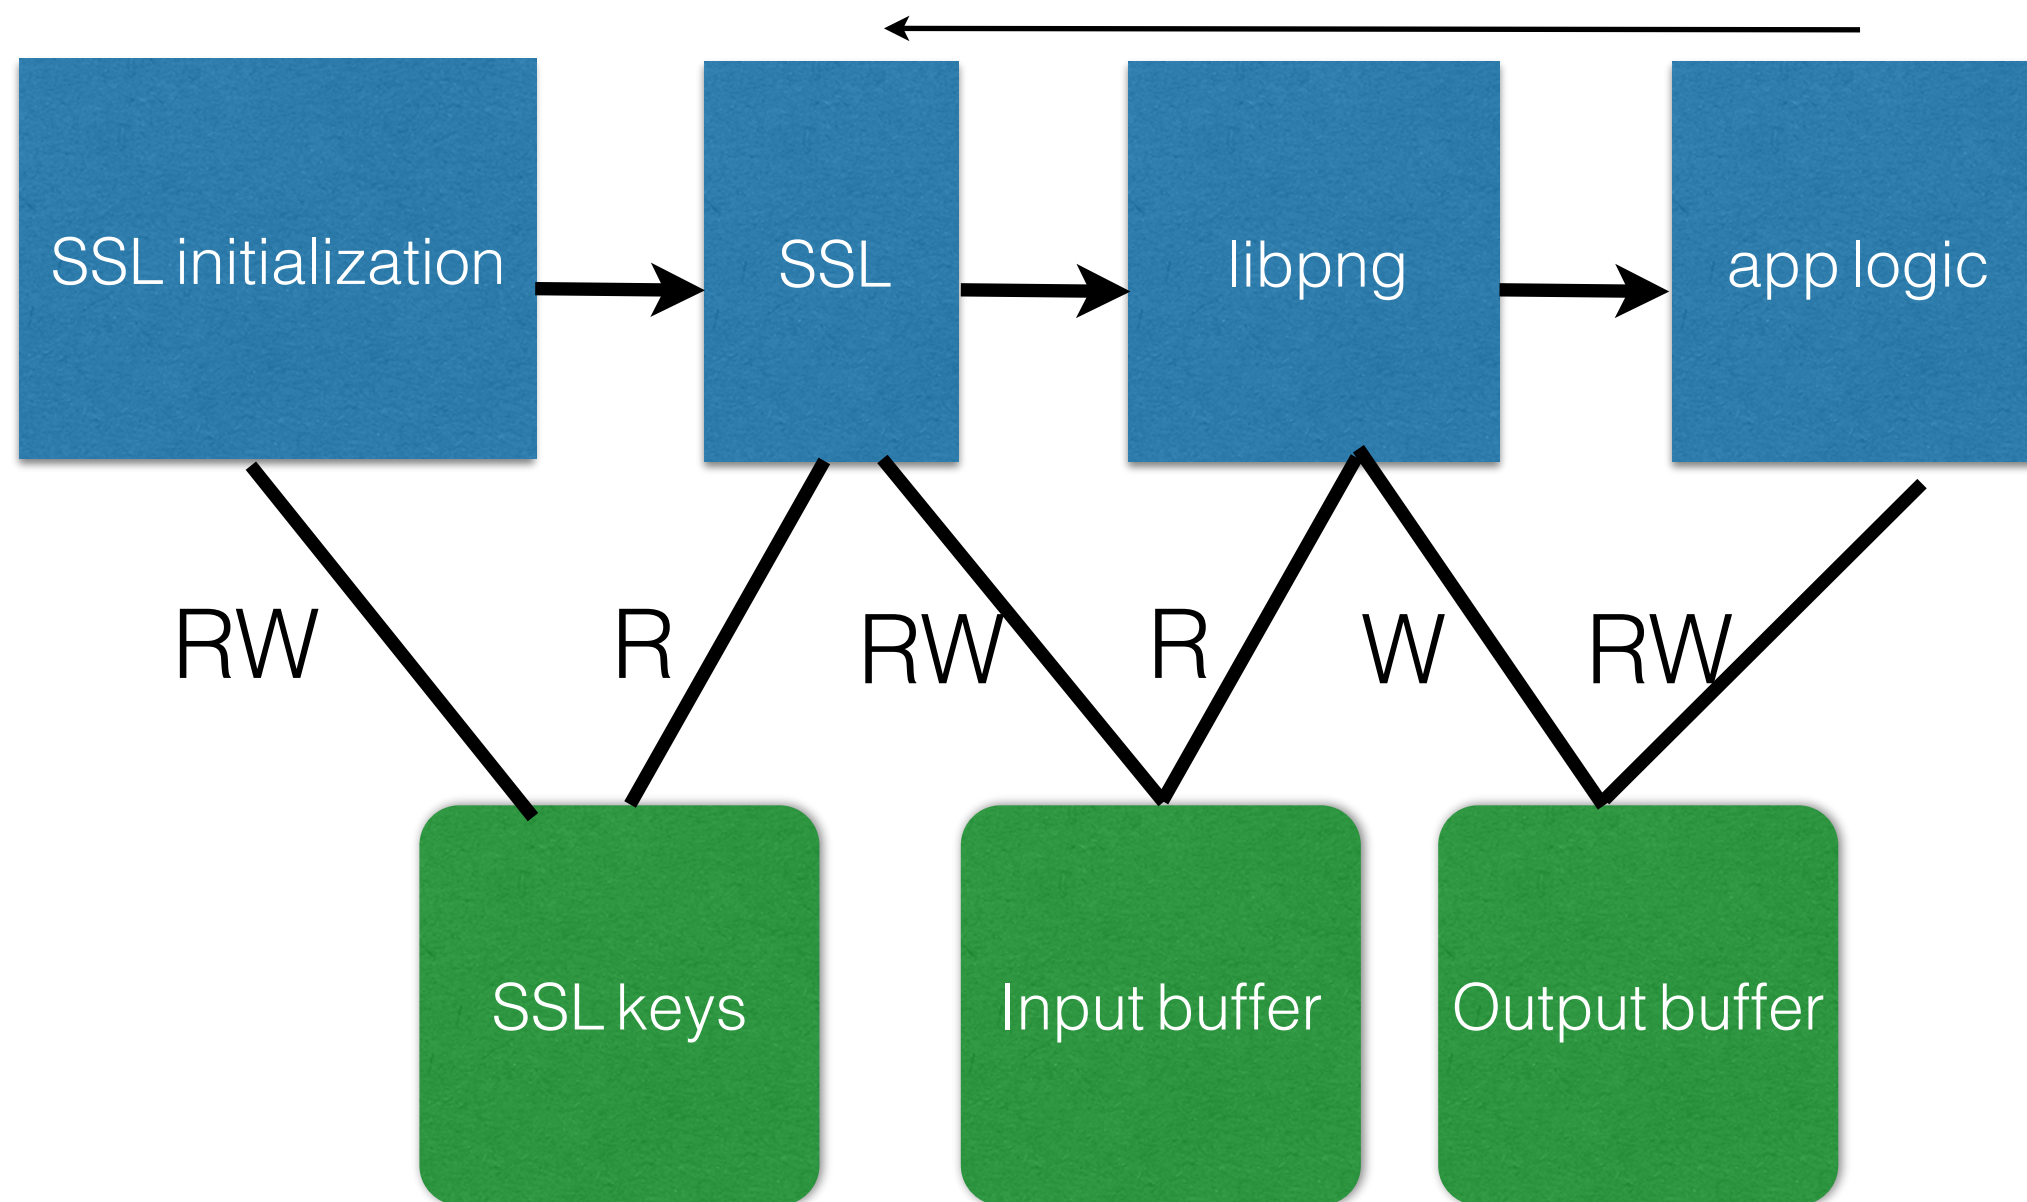 SSL initialization
SSL
libpng
app logic
RW
R
RW
R
W
RW
SSL keys
Input buffer
Output buffer